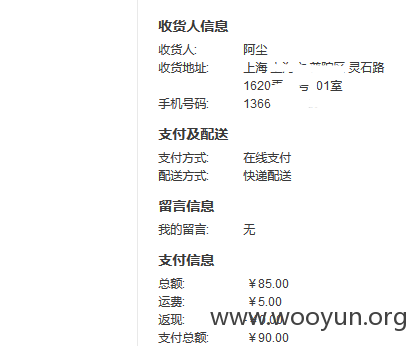 收货人信息
收货人: 阿尘
收货地址: 上海 灵石路
1620 01室
手机号码: 1366
支付及配送
支付方式: 在线支付
配送方式: 快递配送
留言信息
我的留言: 无
支付信息
总额: ￥85.00
运费: ￥5.00
返现: -￥0.00
www.wooyun.org
支付总额: ￥90.00